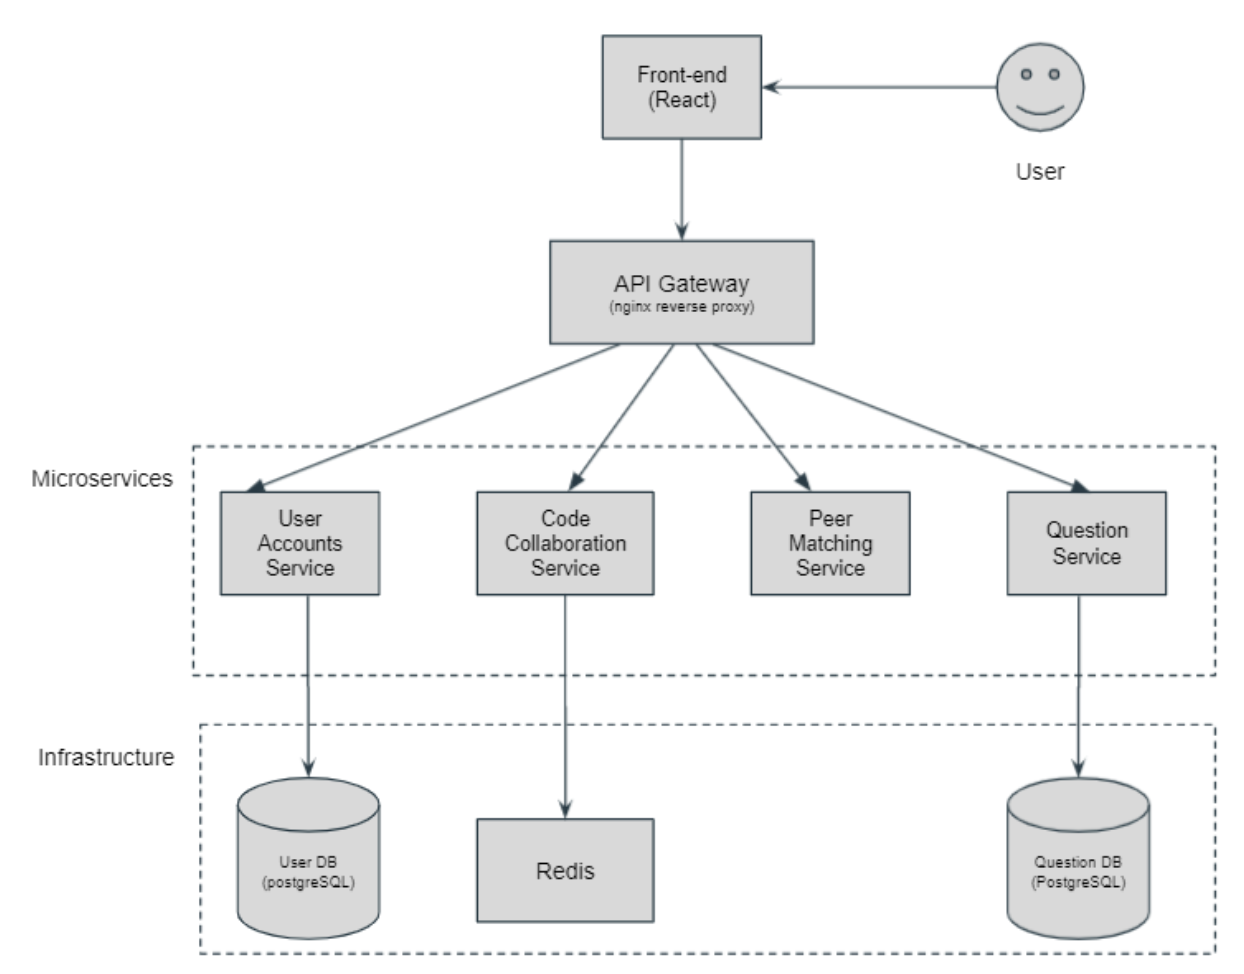 Front-end
(React)
User
API Gateway
(nginx reverse proxy)
Microservices
User
Accounts
Service
Code
Collaboration
Service
Peer
Matching
Service
Question
Service
Infrastructure
User DB
(postgreSQL)
Redis
Question DB
(PostgreSQL)